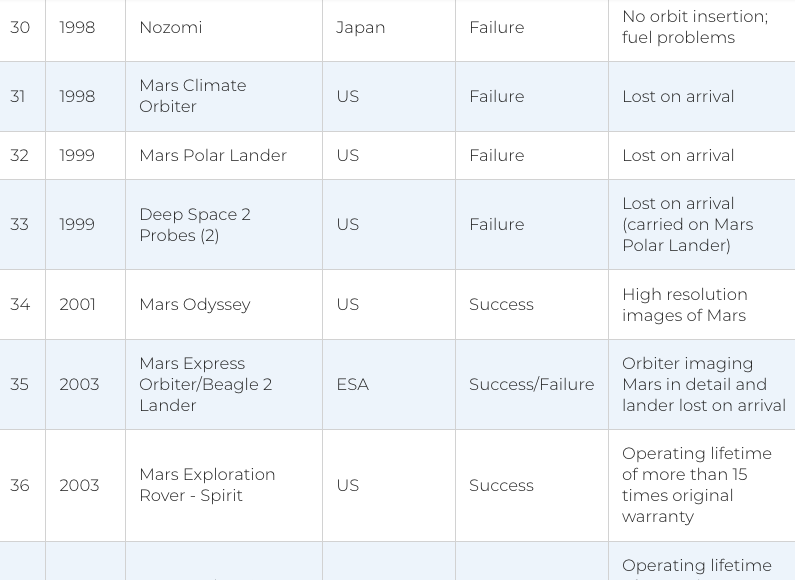 30 1998 Nozomi Japan Failure No orbit insertion;
fuel problems
31 1998 Mars Climate
Orbiter US Failure Lost on arrival
32 1999 Mars Polar Lander US Failure Lost on arrival
33 1999 Deep Space 2
Probes (2) US Failure Lost on arrival
(carried on Mars
Polar Lander)
34 2001 Mars Odyssey US Success High resolution
images of Mars
35 2003 Mars Express
Orbiter/Beagle 2
Lander ESA Success/Failure Orbiter imaging
Mars in detail and
lander lost on arrival
36 2003 Mars Exploration
Rover - Spirit US Success Operating lifetime
of more than 15
times original
warranty
Operating lifetime